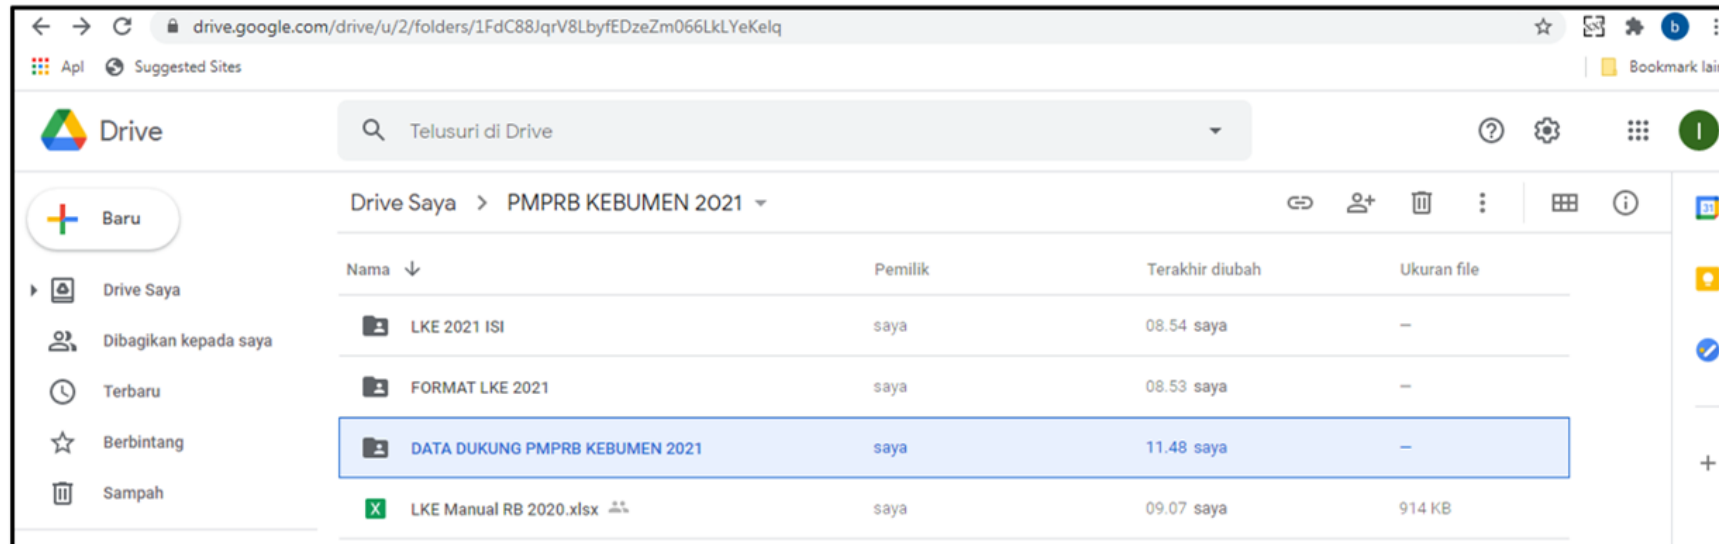 drive.google.com/drive/u/2/folders/1FdC88JqrV8LbyfEDzeZm066LkLYeKelq
b
Apl Suggested Sites
Bookmark lain
Drive
Telusuri di Drive
I
Baru
Drive Saya > PMPRB KEBUMEN 2021
31
Nama Pemilik Terakhir diubah Ukuran file
Drive Saya
LKE 2021 ISI saya 08.54 saya –
Dibagikan kepada saya
FORMAT LKE 2021 saya 08.53 saya –
Terbaru
Berbintang
DATA DUKUNG PMPRB KEBUMEN 2021 saya 11.48 saya –
Sampah
X LKE Manual RB 2020.xlsx saya 09.07 saya 914 KB